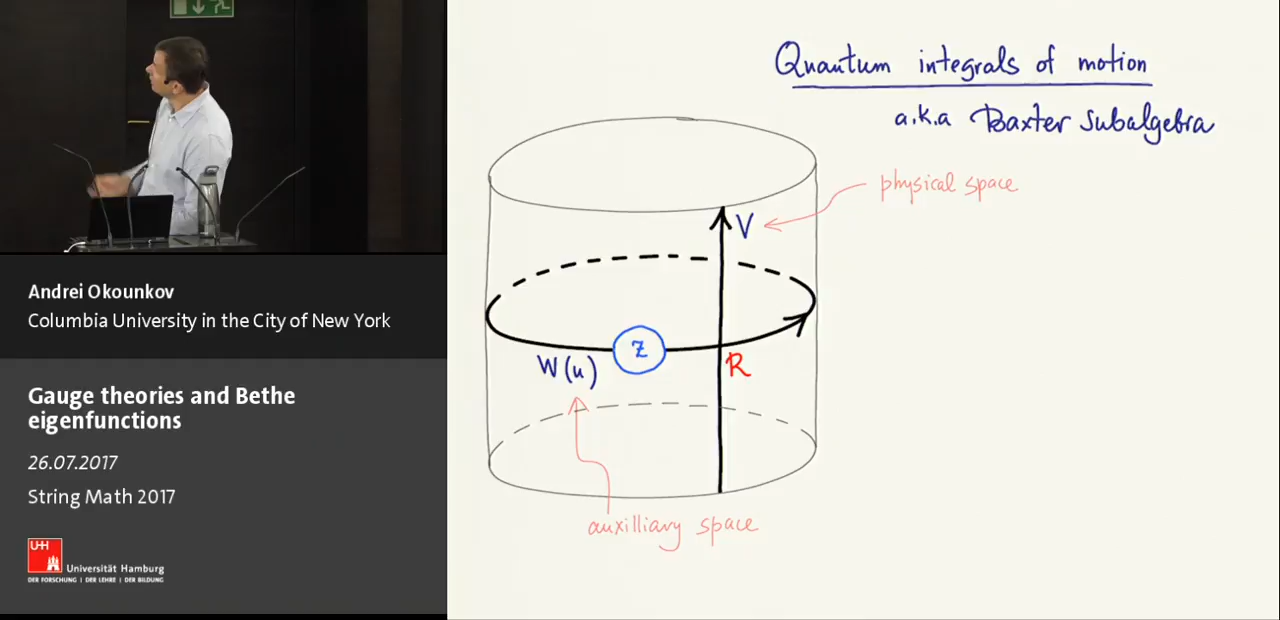 Andrei Okounkov
Columbia University in the City of New York
Gauge theories and Bethe
eigenfunctions
26.07.2017
String Math 2017
UH
Universität Hamburg
DER FORSCHUNG | DER LEHRE | DER BILDUNG
Quantum integrals of motion
a.k.a Baxter subalgebra
physical space
V
Z
W(u)
R
auxilliary space